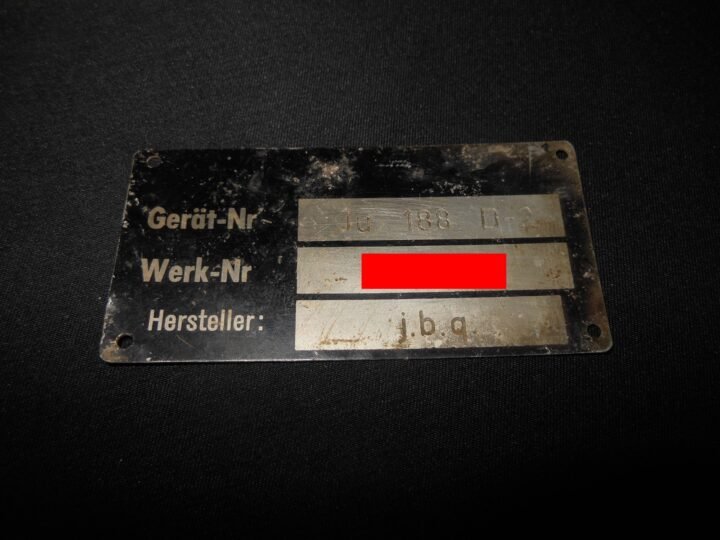 Gerät-Nr Ju 188 D-2
Werk-Nr
Hersteller: j.b.q.